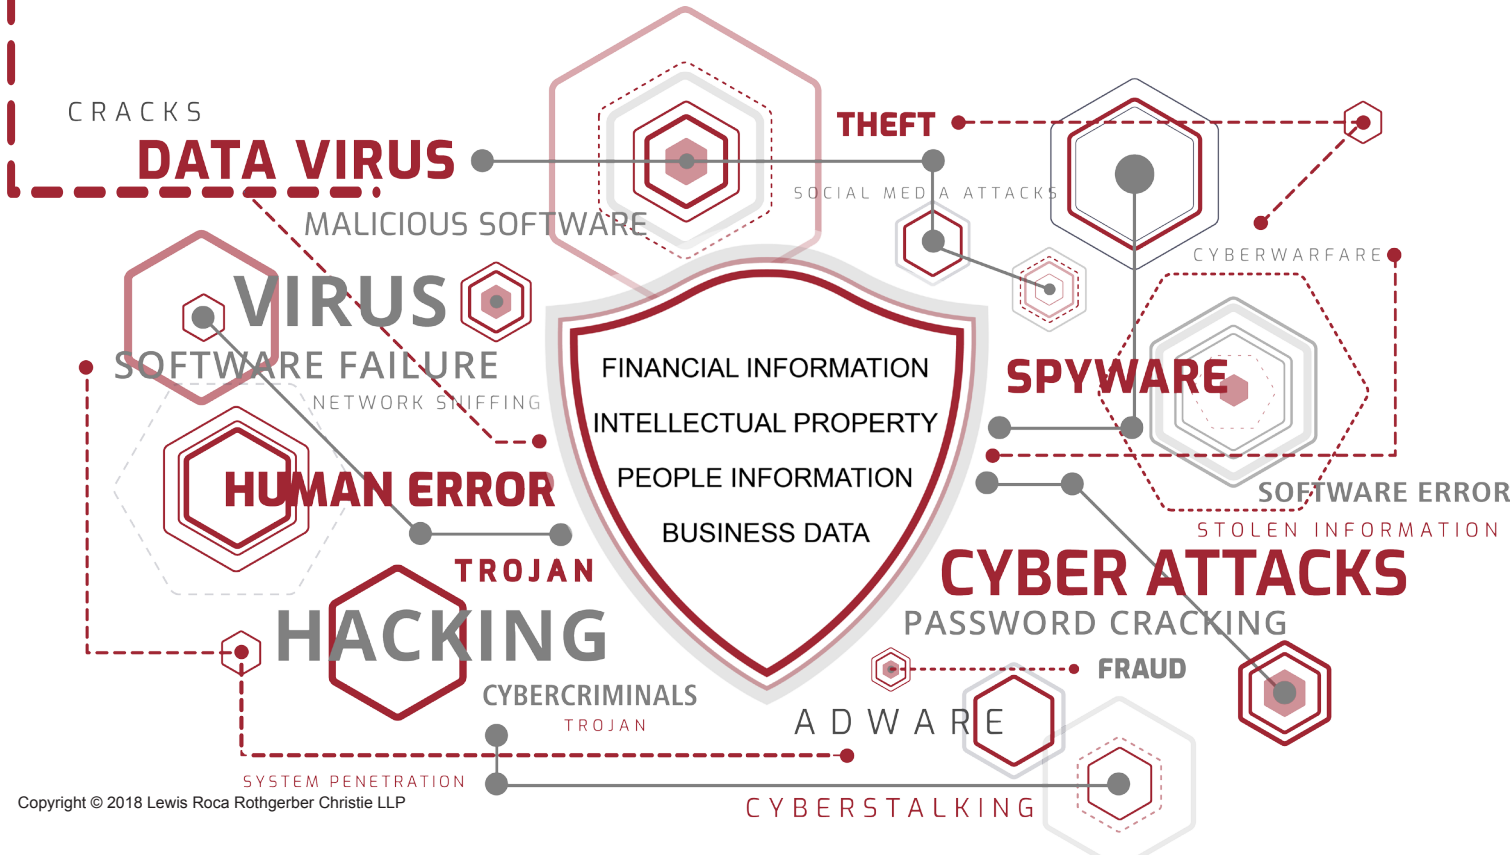 CRACKS
DATA VIRUS
THEFT
SOCIAL MEDIA ATTACKS
MALICIOUS SOFTWARE
CYBERWARFARE
VIRUS
SOFTWARE FAILURE
NETWORK SNIFFING
FINANCIAL INFORMATION
INTELLECTUAL PROPERTY
PEOPLE INFORMATION
BUSINESS DATA
SPYWARE
HUMAN ERROR
SOFTWARE ERROR
STOLEN INFORMATION
TROJAN
CYBER ATTACKS
HACKING
PASSWORD CRACKING
FRAUD
CYBERCRIMINALS
TROJAN
ADWARE
SYSTEM PENETRATION
CYBERSTALKING
Copyright © 2018 Lewis Roca Rothgerber Christie LLP